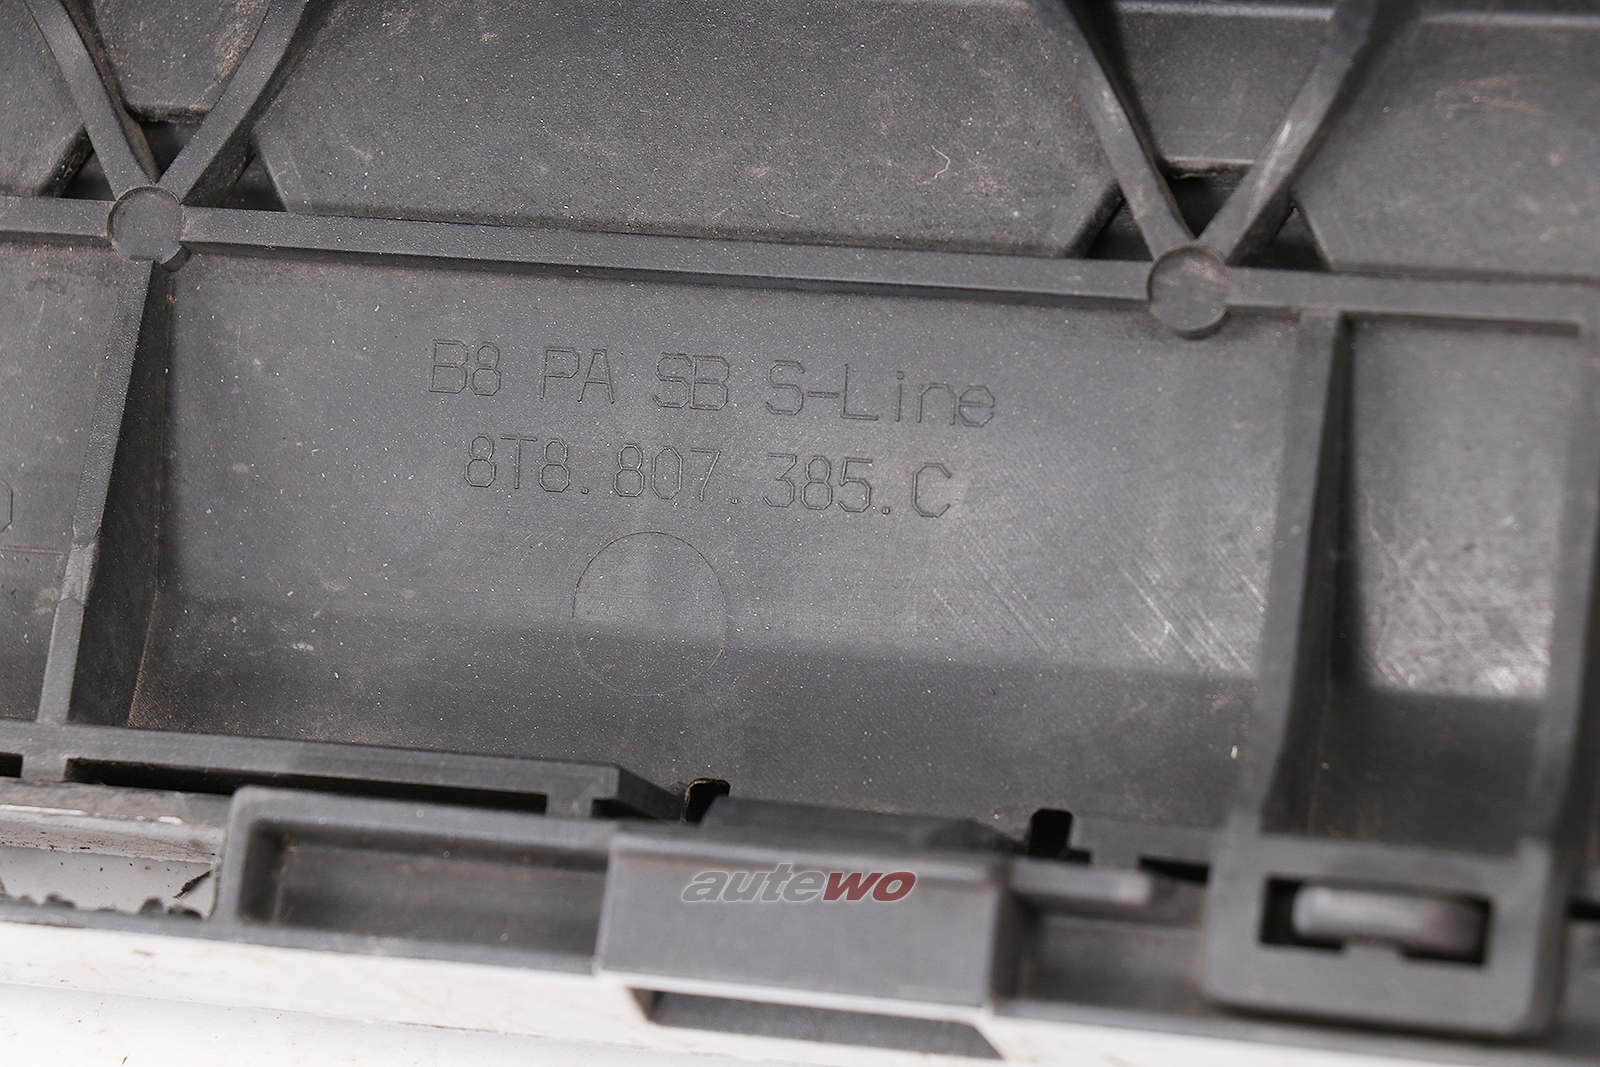 B8 PA SB S-Line
8T8.807.385.C
autewo